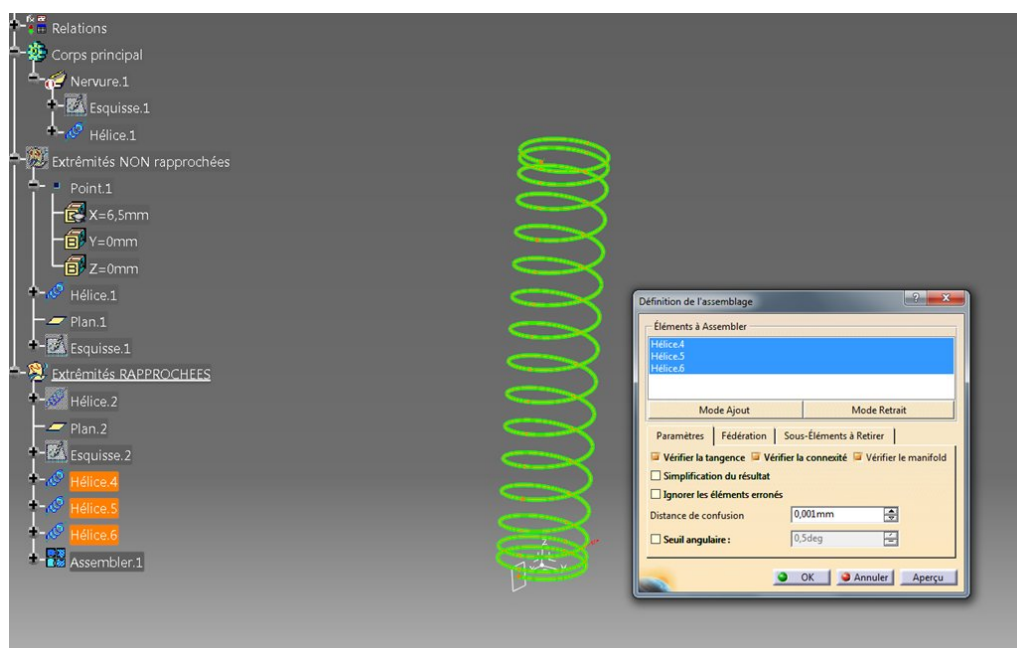 Relations
Corps principal
Nervure.1
Esquisse.1
Hélice.1
Extrêmités NON rapprochées
Point.1
X=6,5mm
Y=0mm
Z=0mm
Hélice.1
Plan.1
Esquisse.1
Extrêmités RAPPROCHEES
Hélice.2
Plan.2
Esquisse.2
Hélice.4
Hélice.5
Hélice.6
Assembler.1
z
Définition de l'assemblage
Éléments à Assembler
Hélice.4
Hélice.5
Hélice.6
Mode Ajout Mode Retrait
Paramètres Fédération Sous-Éléments à Retirer
Vérifier la tangence Vérifier la connexité Vérifier le manifold
Simplification du résultat
Ignorer les éléments erronés
Distance de confusion 0,001mm
Seuil angulaire : 0,5deg
OK Annuler Aperçu